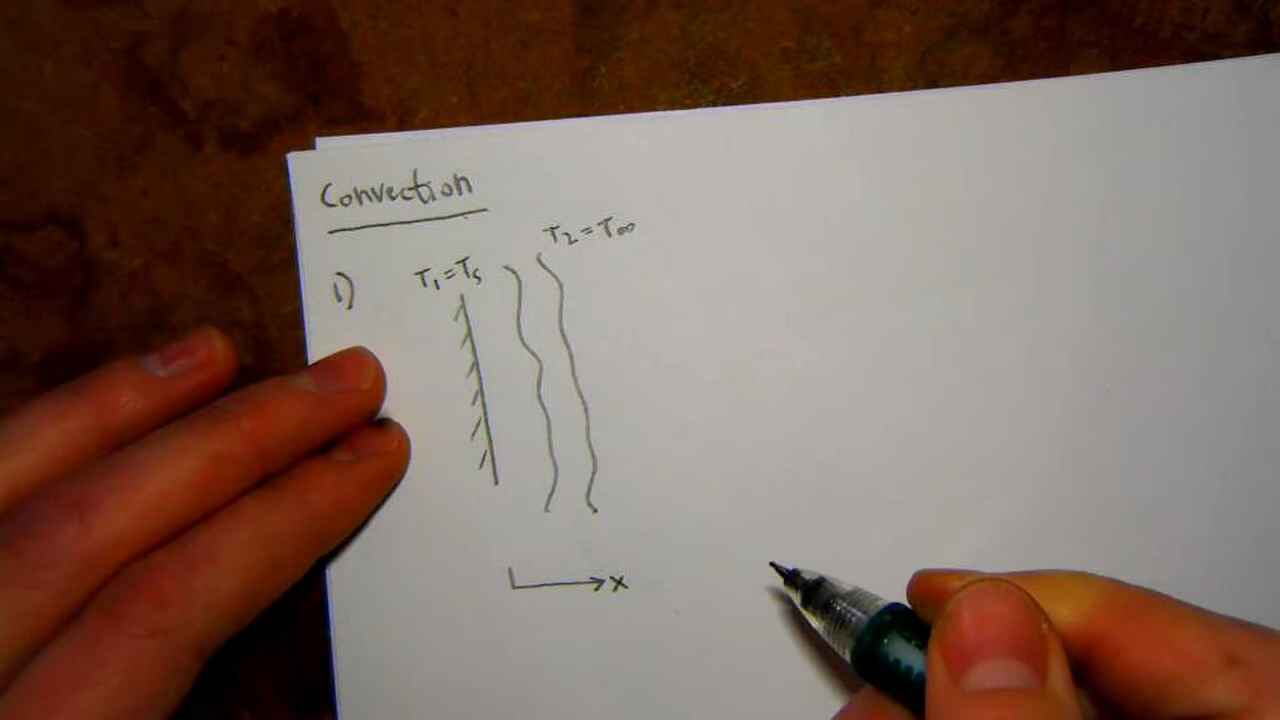 Convection
T₂ = T∞
1) T₁ = Tₛ
x